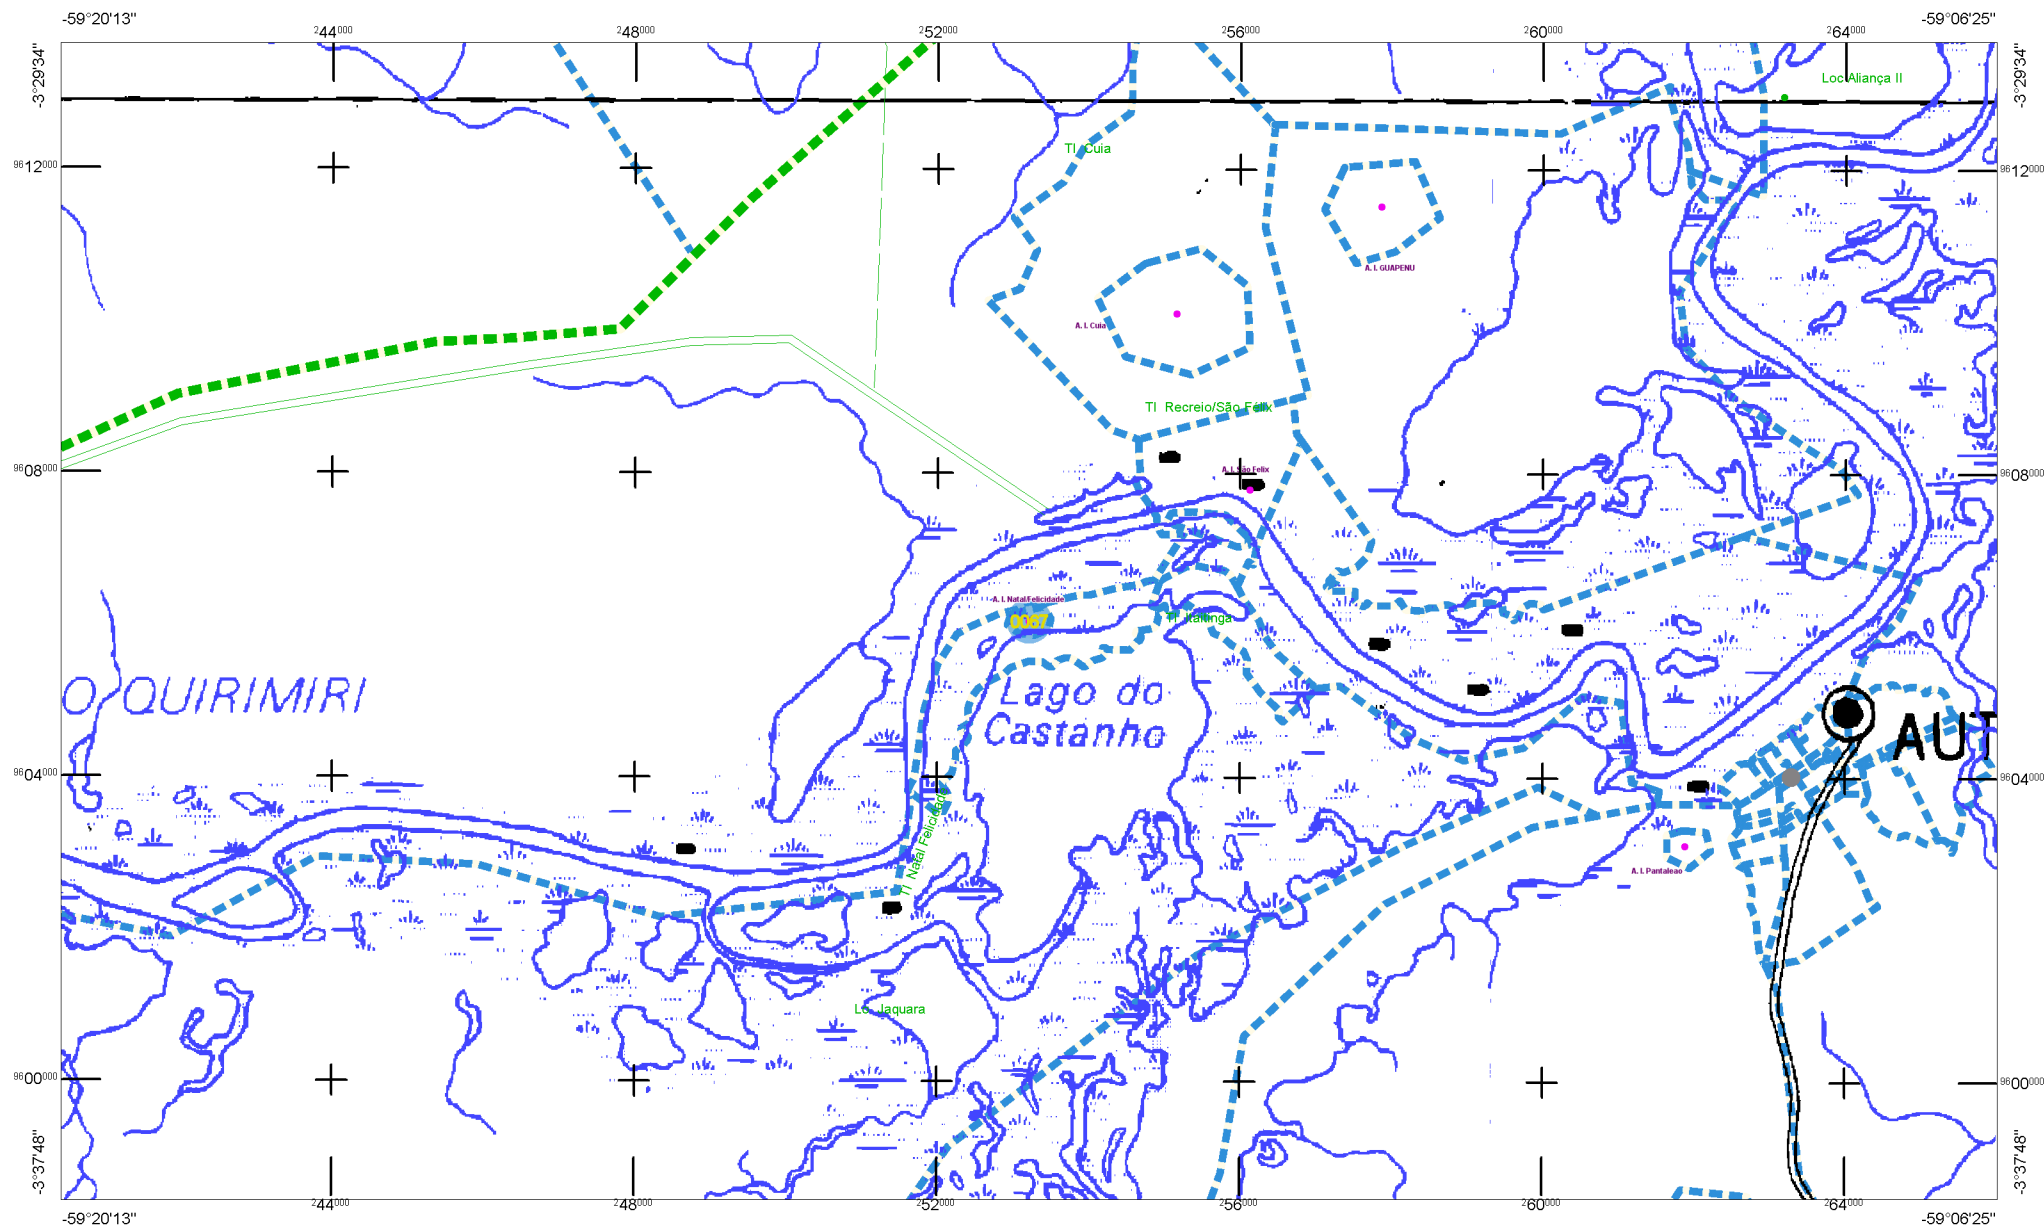 -59°20'13" -59°06'25"
244000 248000 252000 256000 260000 264000
-3°29'34" -3°29'34"
Loc Aliança II
TI Cuia
9612000 9612000
A. I. GUAPENU
A. I. Cuia
TI Recreio/São Félix
A. I. São Felix
9608000 9608000
A. I. Natal/Felicidade
0067
TI Itaitinga
O QUIRIMIRI
Lago do
Castanho
AUT
9604000 9604000
TI Natal Felicidade
A. I. Pantaleao
Lc. Jaquara
9600000 9600000
-3°37'48" -3°37'48"
244000 248000 252000 256000 260000 264000
-59°20'13" -59°06'25"